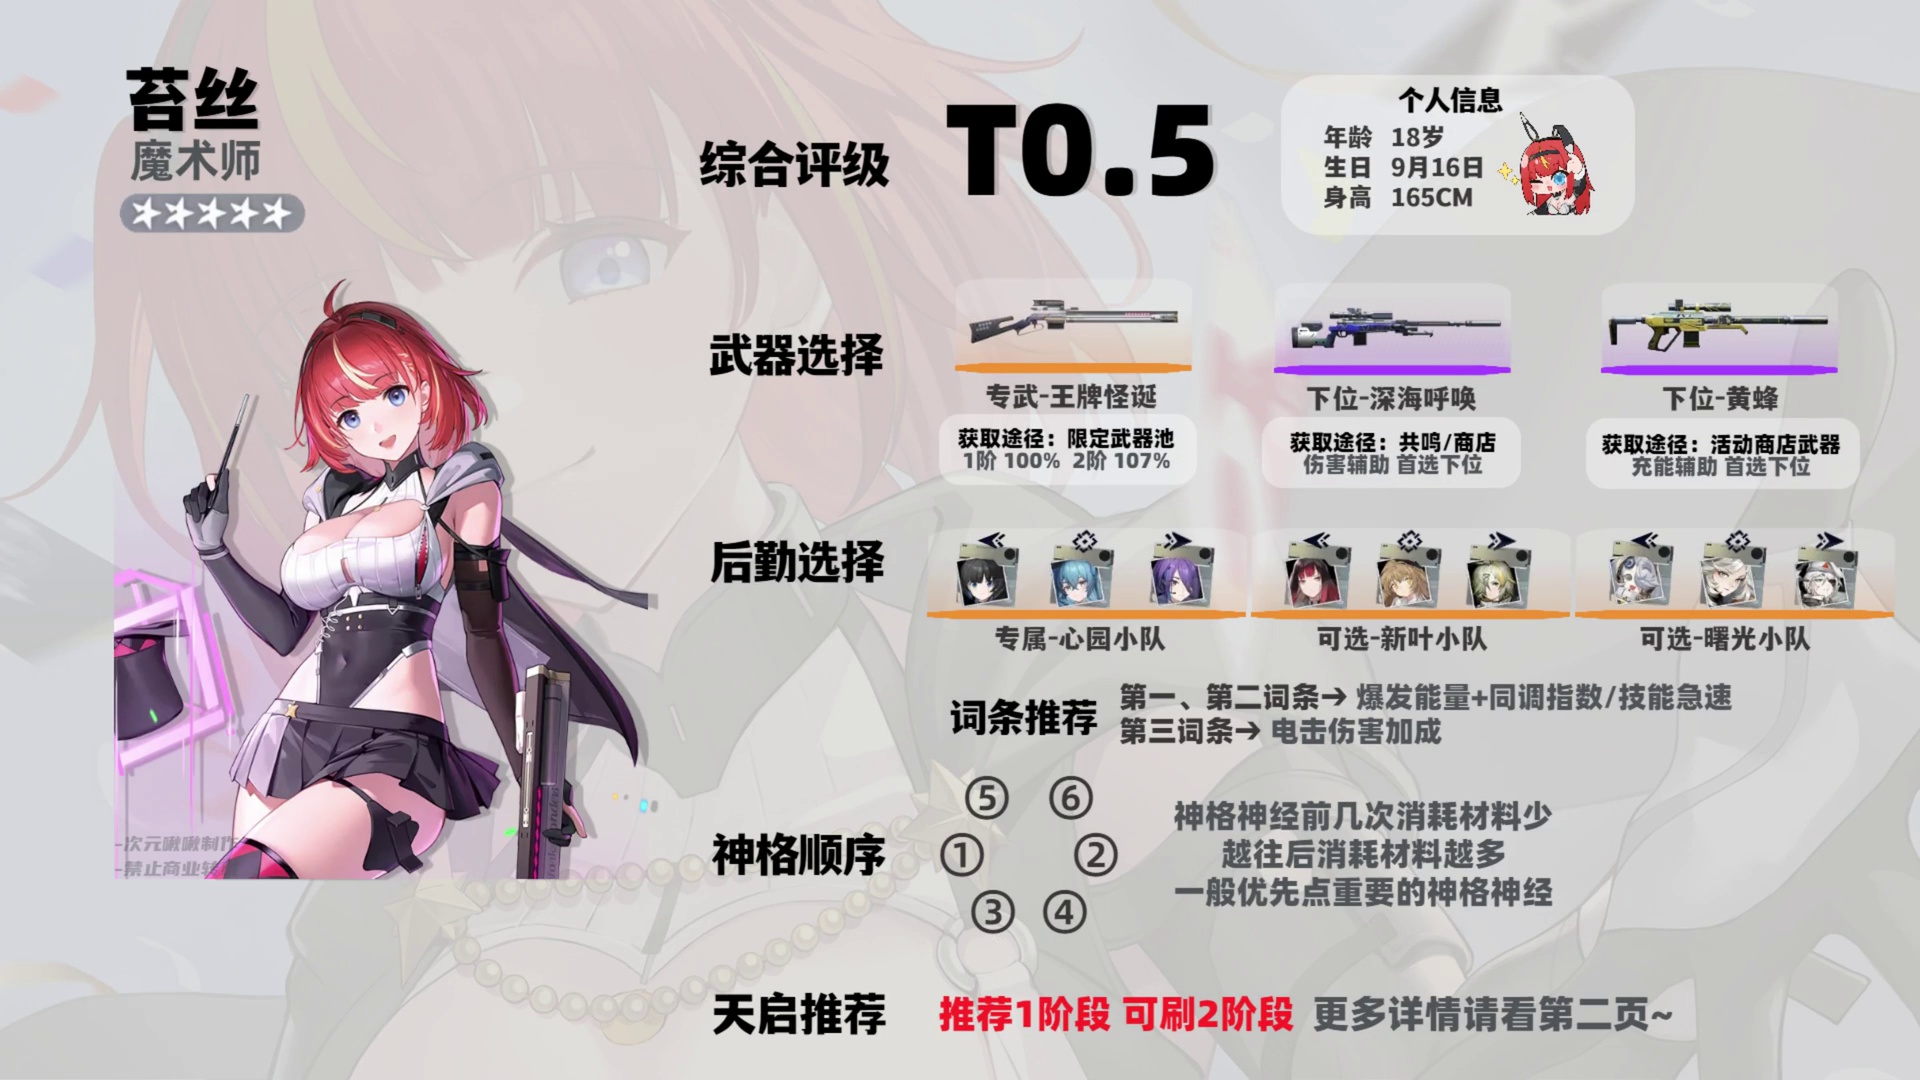 苔丝
魔术师
综合评级
T0.5
个人信息
年龄 18岁
生日 9月16日
身高 165CM
武器选择
专武-王牌怪诞
获取途径：限定武器池
1阶 100% 2阶 107%
下位-深海呼唤
获取途径：共鸣/商店
伤害辅助 首选下位
下位-黄蜂
获取途径：活动商店武器
充能辅助 首选下位
后勤选择
专属-心园小队
可选-新叶小队
可选-曙光小队
词条推荐
第一、第二词条→ 爆发能量+同调指数/技能急速
第三词条→ 电击伤害加成
神格顺序
⑤ ⑥
① ②
③ ④
神格神经前几次消耗材料少
越往后消耗材料越多
一般优先点重要的神格神经
天启推荐
推荐1阶段 可刷2阶段 更多详情请看第二页~
-次元啾啾制作
-禁止商业转